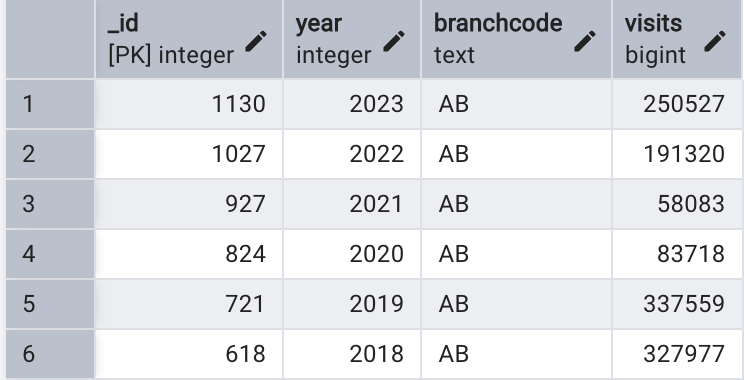 _id year branchcode visits
[PK] integer integer text bigint
1 1130 2023 AB 250527
2 1027 2022 AB 191320
3 927 2021 AB 58083
4 824 2020 AB 83718
5 721 2019 AB 337559
6 618 2018 AB 327977